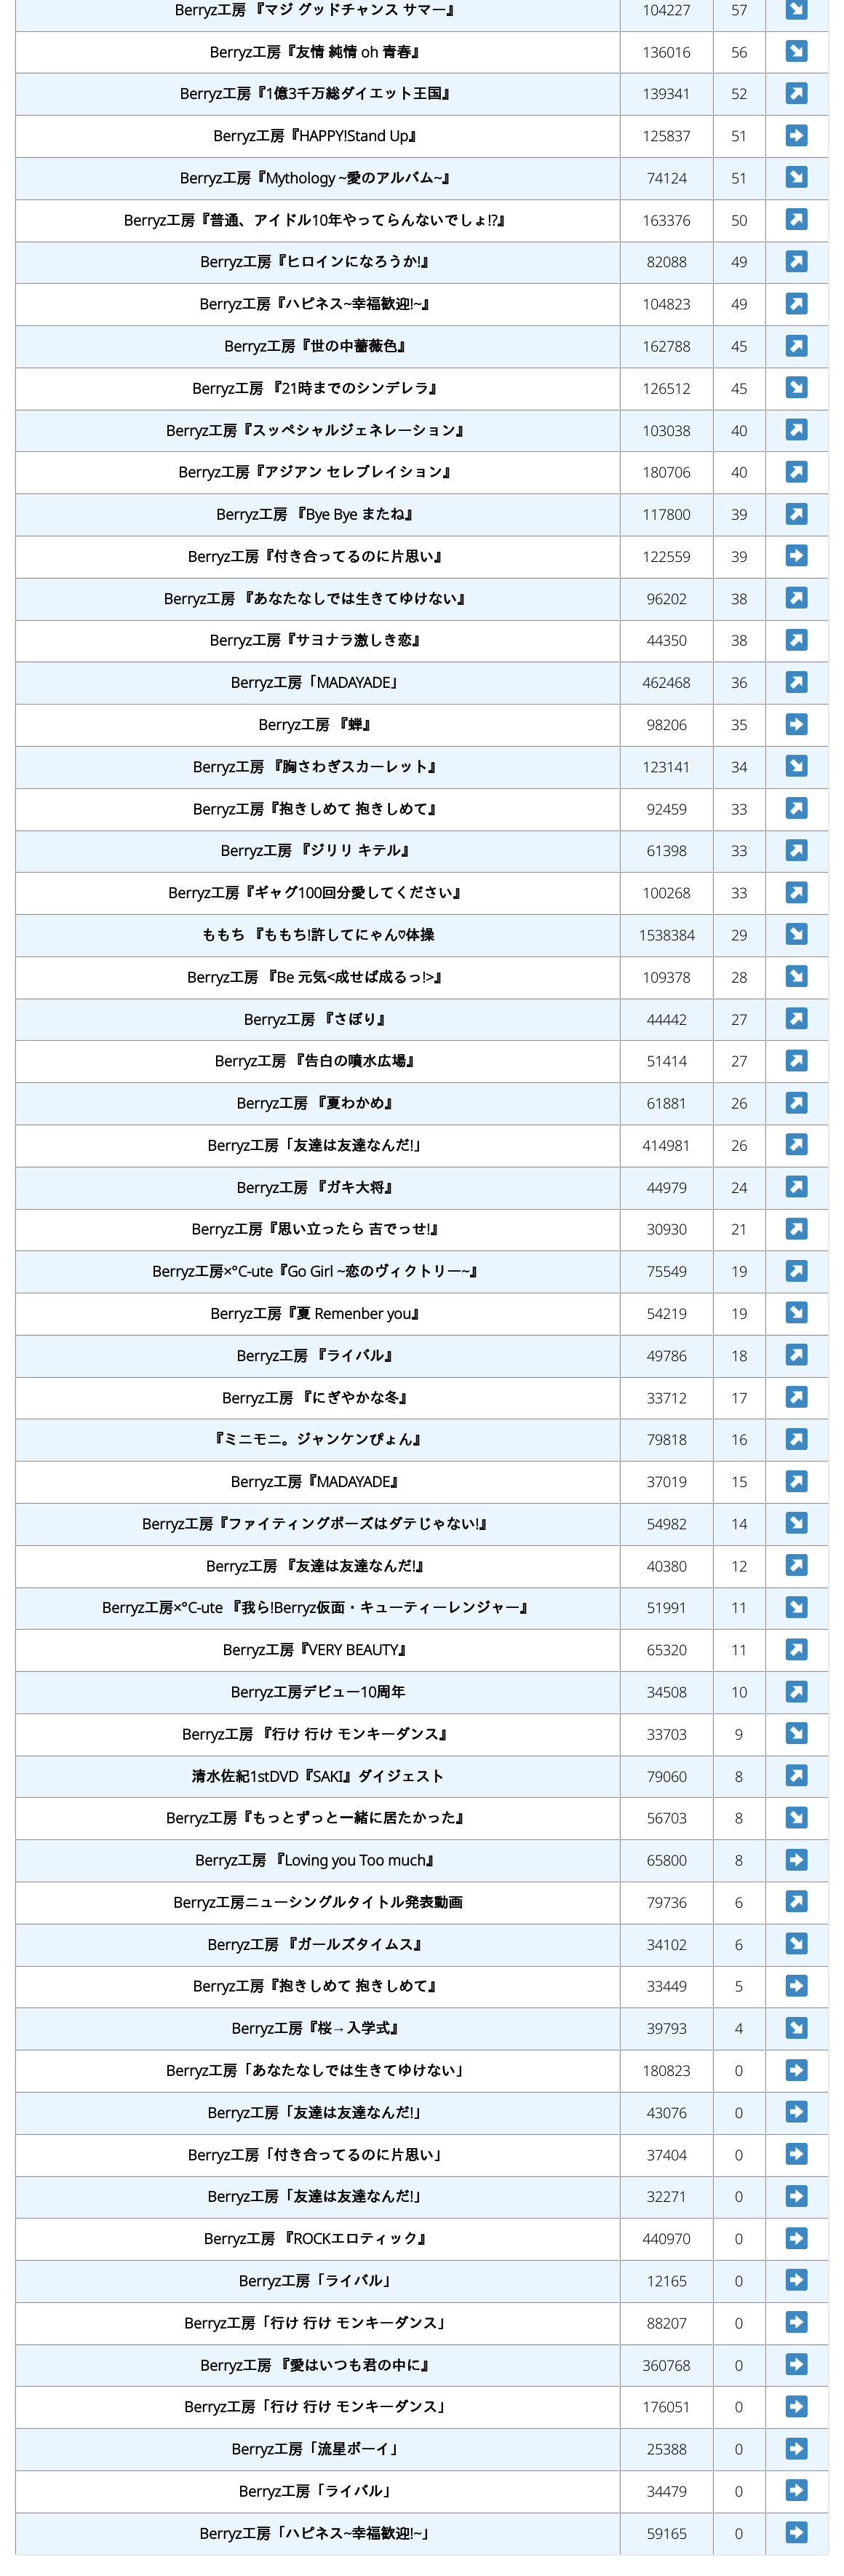 Berryz工房 『マジ グッドチャンス サマー』 104227 57 ↘
Berryz工房『友情 純情 oh 青春』 136016 56 ↘
Berryz工房『1億3千万総ダイエット王国』 139341 52 ↗
Berryz工房『HAPPY!Stand Up』 125837 51 ➡
Berryz工房『Mythology ~愛のアルバム~』 74124 51 ↘
Berryz工房『普通、アイドル10年やってらんないでしょ!?』 163376 50 ↗
Berryz工房『ヒロインになろうか!』 82088 49 ↗
Berryz工房『ハピネス~幸福歓迎!~』 104823 49 ↗
Berryz工房『世の中薔薇色』 162788 45 ↗
Berryz工房 『21時までのシンデレラ』 126512 45 ↘
Berryz工房『スッペシャルジェネレーション』 103038 40 ↗
Berryz工房『アジアン セレブレイション』 180706 40 ↗
Berryz工房 『Bye Bye またね』 117800 39 ↗
Berryz工房『付き合ってるのに片思い』 122559 39 ➡
Berryz工房 『あなたなしでは生きてゆけない』 96202 38 ↗
Berryz工房『サヨナラ激しき恋』 44350 38 ↗
Berryz工房「MADAYADE」 462468 36 ↗
Berryz工房 『蝉』 98206 35 ➡
Berryz工房 『胸さわぎスカーレット』 123141 34 ↘
Berryz工房『抱きしめて 抱きしめて』 92459 33 ↗
Berryz工房 『ジリリ キテル』 61398 33 ↗
Berryz工房『ギャグ100回分愛してください』 100268 33 ↗
ももち 『ももち!許してにゃん♡体操 1538384 29 ↘
Berryz工房 『Be 元気<成せば成るっ!>』 109378 28 ↘
Berryz工房 『さぼり』 44442 27 ↗
Berryz工房 『告白の噴水広場』 51414 27 ↗
Berryz工房 『夏わかめ』 61881 26 ↗
Berryz工房「友達は友達なんだ!」 414981 26 ↗
Berryz工房 『ガキ大将』 44979 24 ↗
Berryz工房『思い立ったら 吉でっせ!』 30930 21 ↗
Berryz工房×°C-ute『Go Girl ~恋のヴィクトリー~』 75549 19 ↗
Berryz工房『夏 Remenber you』 54219 19 ↘
Berryz工房 『ライバル』 49786 18 ↗
Berryz工房 『にぎやかな冬』 33712 17 ↗
『ミニモニ。ジャンケンぴょん』 79818 16 ↗
Berryz工房『MADAYADE』 37019 15 ↗
Berryz工房『ファイティングポーズはダテじゃない!』 54982 14 ↘
Berryz工房 『友達は友達なんだ!』 40380 12 ↗
Berryz工房×°C-ute 『我ら!Berryz仮面・キューティーレンジャー』 51991 11 ↘
Berryz工房『VERY BEAUTY』 65320 11 ↗
Berryz工房デビュー10周年 34508 10 ↗
Berryz工房 『行け 行け モンキーダンス』 33703 9 ↘
清水佐紀1stDVD『SAKI』ダイジェスト 79060 8 ↗
Berryz工房『もっとずっと一緒に居たかった』 56703 8 ↘
Berryz工房 『Loving you Too much』 65800 8 ➡
Berryz工房ニューシングルタイトル発表動画 79736 6 ↗
Berryz工房 『ガールズタイムス』 34102 6 ↘
Berryz工房『抱きしめて 抱きしめて』 33449 5 ➡
Berryz工房『桜→入学式』 39793 4 ↘
Berryz工房「あなたなしでは生きてゆけない」 180823 0 ➡
Berryz工房「友達は友達なんだ!」 43076 0 ➡
Berryz工房「付き合ってるのに片思い」 37404 0 ➡
Berryz工房「友達は友達なんだ!」 32271 0 ➡
Berryz工房 『ROCKエロティック』 440970 0 ➡
Berryz工房「ライバル」 12165 0 ➡
Berryz工房「行け 行け モンキーダンス」 88207 0 ➡
Berryz工房 『愛はいつも君の中に』 360768 0 ➡
Berryz工房「行け 行け モンキーダンス」 176051 0 ➡
Berryz工房「流星ボーイ」 25388 0 ➡
Berryz工房「ライバル」 34479 0 ➡
Berryz工房「ハピネス~幸福歓迎!~」 59165 0 ➡